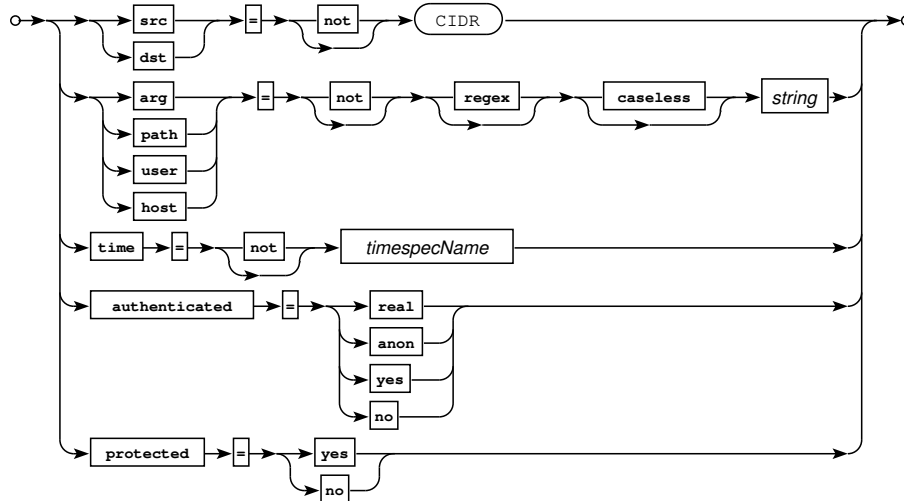 src = not CIDR
dst
arg = not regex caseless string
path
user
host
time = not timespecName
authenticated = real
anon
yes
no
protected = yes
no